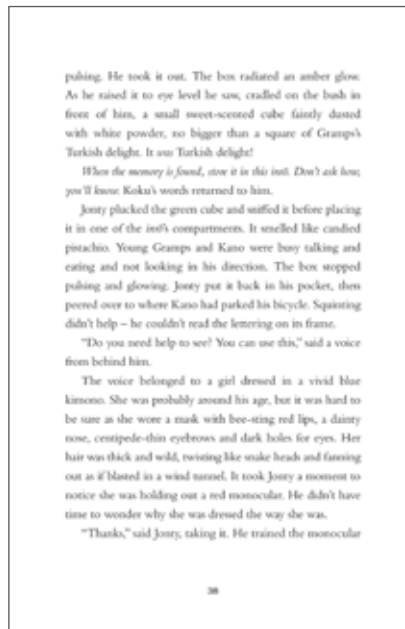 pulsing. He took it out. The box radiated an amber glow.
As he raised it to eye level he saw, cradled on the bush in
front of him, a small sweet-scented cube faintly dusted
with white powder, no bigger than a square of Gramps's
Turkish delight. It was Turkish delight!
When the memory is found, store it in this inrō. Don't ask how,
you'll know. Koku's words returned to him.
Jonty plucked the green cube and sniffed it before placing
it in one of the inrō's compartments. It smelled like candied
pistachio. Young Gramps and Kano were busy talking and
eating and not looking in his direction. The box stopped
pulsing and glowing. Jonty put it back in his pocket, then
peered over to where Kano had parked his bicycle. Squinting
didn't help – he couldn't read the lettering on its frame.
"Do you need help to see? You can use this," said a voice
from behind him.
The voice belonged to a girl dressed in a vivid blue
kimono. She was probably around his age, but it was hard to
be sure as she wore a mask with bee-sting red lips, a dainty
nose, centipede-thin eyebrows and dark holes for eyes. Her
hair was thick and wild, twisting like snake heads and fanning
out as if blasted in a wind tunnel. It took Jonty a moment to
notice she was holding out a red monocular. He didn't have
time to wonder why she was dressed the way she was.
"Thanks," said Jonty, taking it. He trained the monocular
38